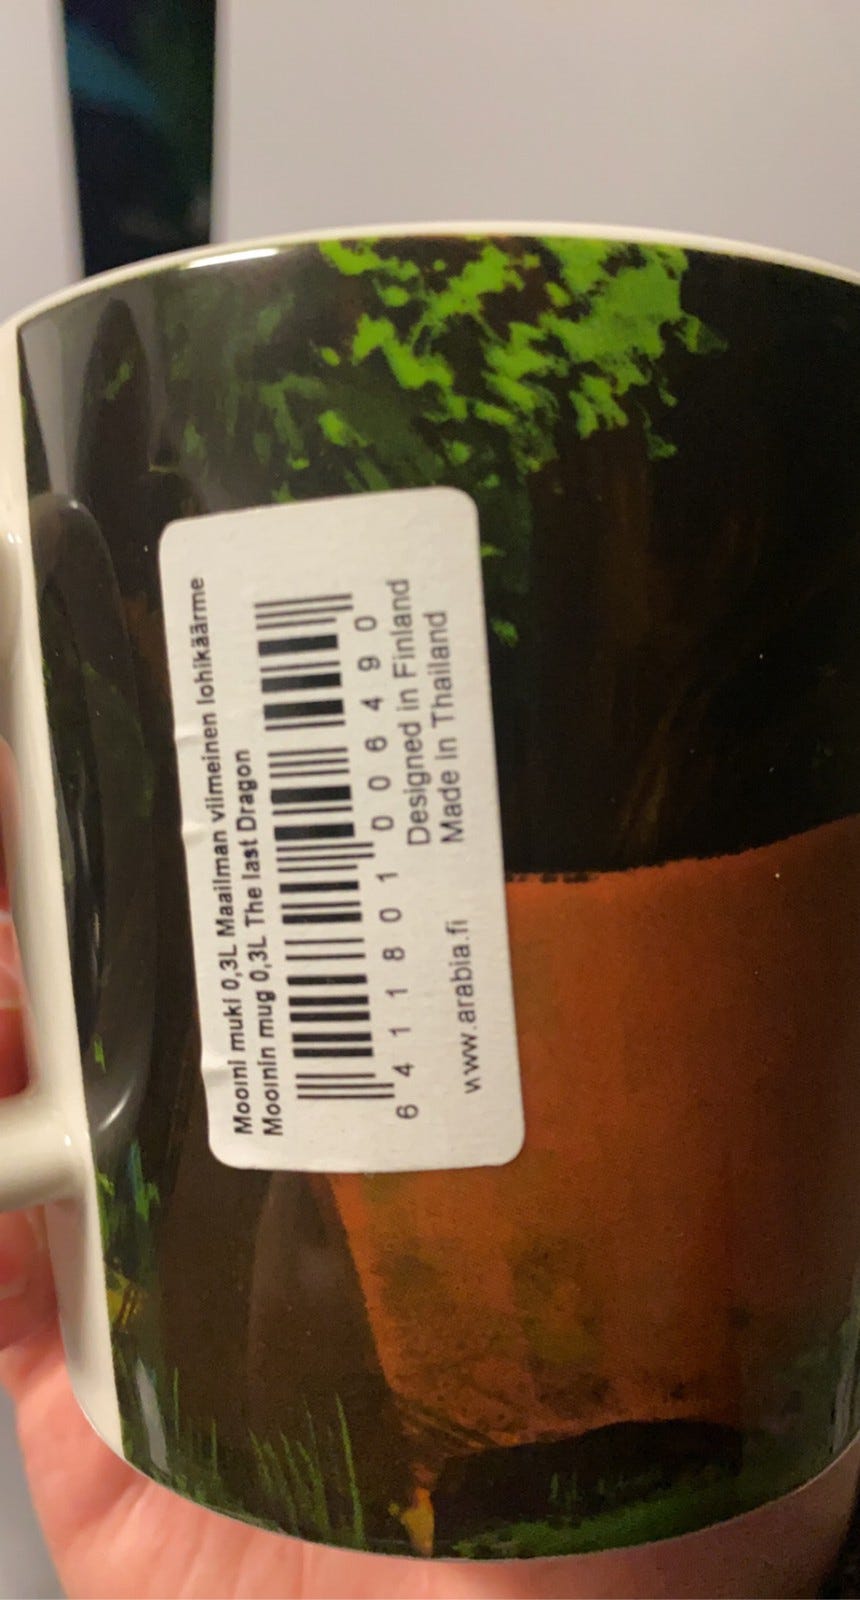 Mooini muki 0,3L Maailman viimeinen lohikäärme
Mooinin mug 0,3L The last Dragon
6 411801 006490
Designed in Finland
www.arabia.fi Made in Thailand